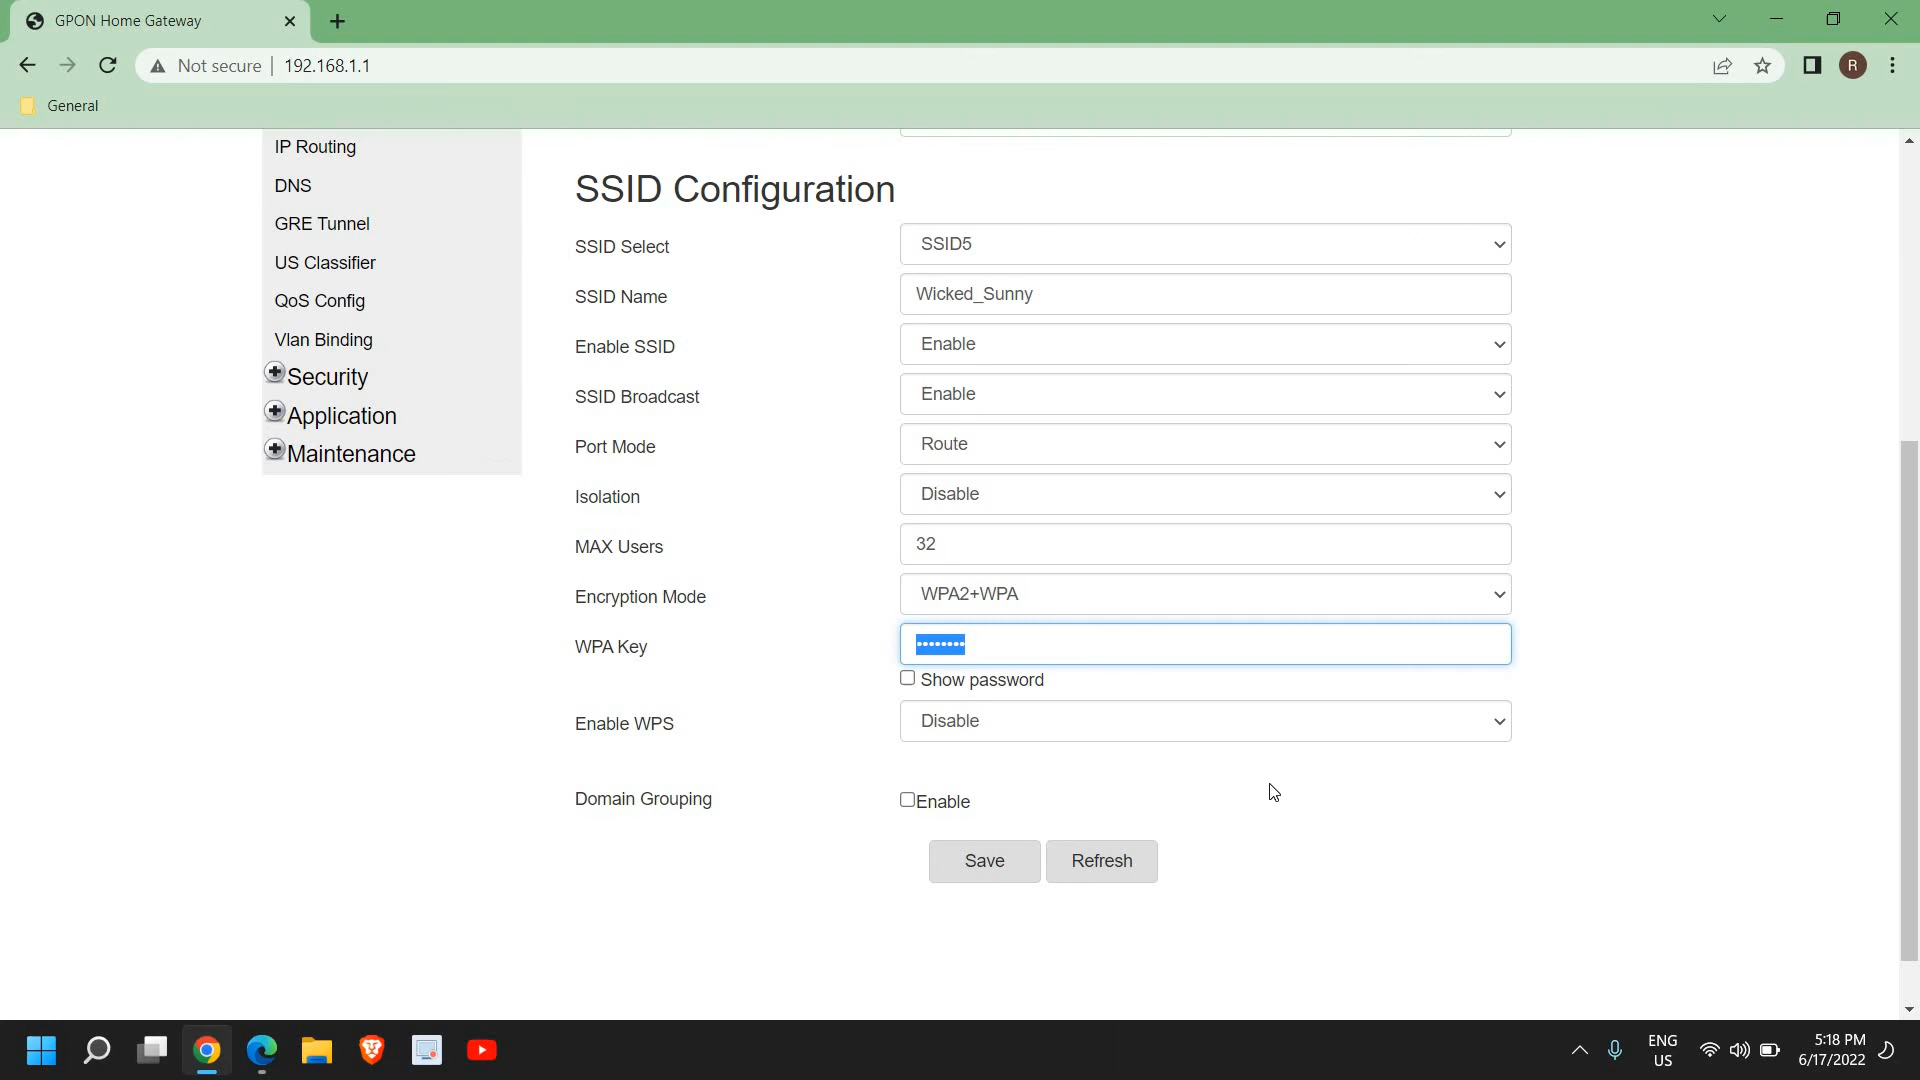 GPON Home Gateway
Not secure
192.168.1.1
R
General
IP Routing
DNS
GRE Tunnel
US Classifier
QoS Config
Vlan Binding
Security
Application
Maintenance
SSID Configuration
SSID Select SSID5
SSID Name Wicked_Sunny
Enable SSID Enable
SSID Broadcast Enable
Port Mode Route
Isolation Disable
MAX Users 32
Encryption Mode WPA2+WPA
WPA Key ••••••••
Show password
Enable WPS Disable
Domain Grouping Enable
Save Refresh
ENG
US
5:18 PM
6/17/2022